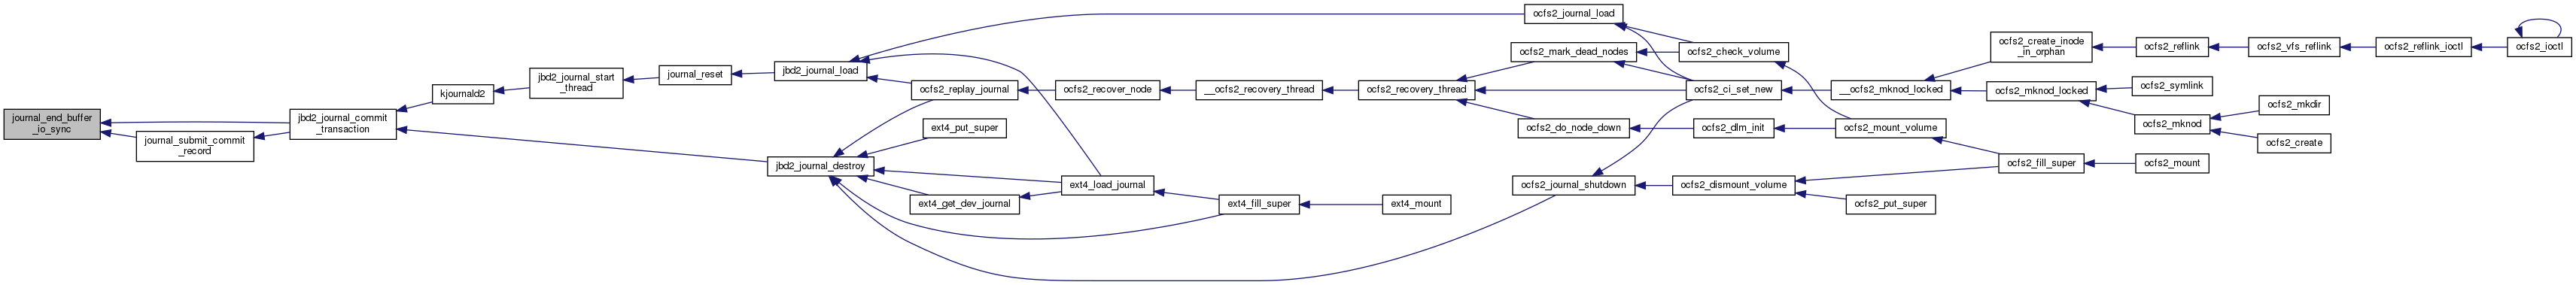 journal_end_buffer
_io_sync
journal_submit_commit
_record
jbd2_journal_commit
_transaction
kjournald2
jbd2_journal_start
_thread
journal_reset
jbd2_journal_load
jbd2_journal_destroy
ocfs2_replay_journal
ext4_put_super
ext4_get_dev_journal
ocfs2_recover_node
ext4_load_journal
__ocfs2_recovery_thread
ext4_fill_super
ocfs2_recovery_thread
ext4_mount
ocfs2_journal_load
ocfs2_mark_dead_nodes
ocfs2_do_node_down
ocfs2_journal_shutdown
ocfs2_check_volume
ocfs2_ci_set_new
ocfs2_dlm_init
ocfs2_dismount_volume
__ocfs2_mknod_locked
ocfs2_mount_volume
ocfs2_put_super
ocfs2_create_inode
_in_orphan
ocfs2_mknod_locked
ocfs2_fill_super
ocfs2_reflink
ocfs2_symlink
ocfs2_mknod
ocfs2_mount
ocfs2_vfs_reflink
ocfs2_mkdir
ocfs2_create
ocfs2_reflink_ioctl
ocfs2_ioctl